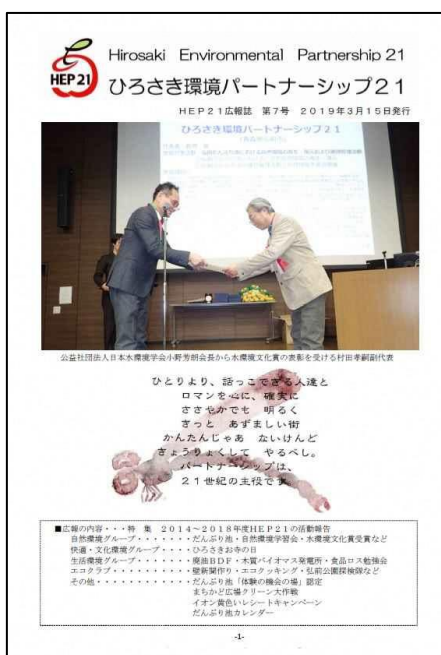 HEP21
Hirosaki Environmental Partnership 21
ひろさき環境パートナーシップ21
HEP21広報誌 第7号 2019年3月15日発行
ひろさき環境パートナーシップ21
公益社団法人日本水環境学会小野芳朗会長から水環境文化賞の表彰を受ける村田孝嗣副代表
ひとりより、話っこできる人達と
ロマンを心に、確実に
ささやかでも 明るく
きっと あずましい街
かんたんじゃあ ないけんど
きょうりょくして やるべし。
パートナーシップは、
21世紀の主役です
■広報の内容・・・特 集 2014～2018年度HEP21の活動報告
自然環境グループ・・・・・・・だんぶり池・自然環境学習会・水環境文化賞受賞など
快適・文化環境グループ・・・・ひろさきお寺の日
生活環境グループ・・・・・・・廃油BDF・木質バイオマス発電所・食品ロス勉強会
エコクラブ・・・・・・・・・・壁新聞作り・エコクッキング・弘前公園探検隊など
その他・・・・・・・・・・・・だんぶり池「体験の機会の場」認定
まちかど広場クリーン大作戦
イオン黄色いレシートキャンペーン
だんぶり池カレンダー
-1-